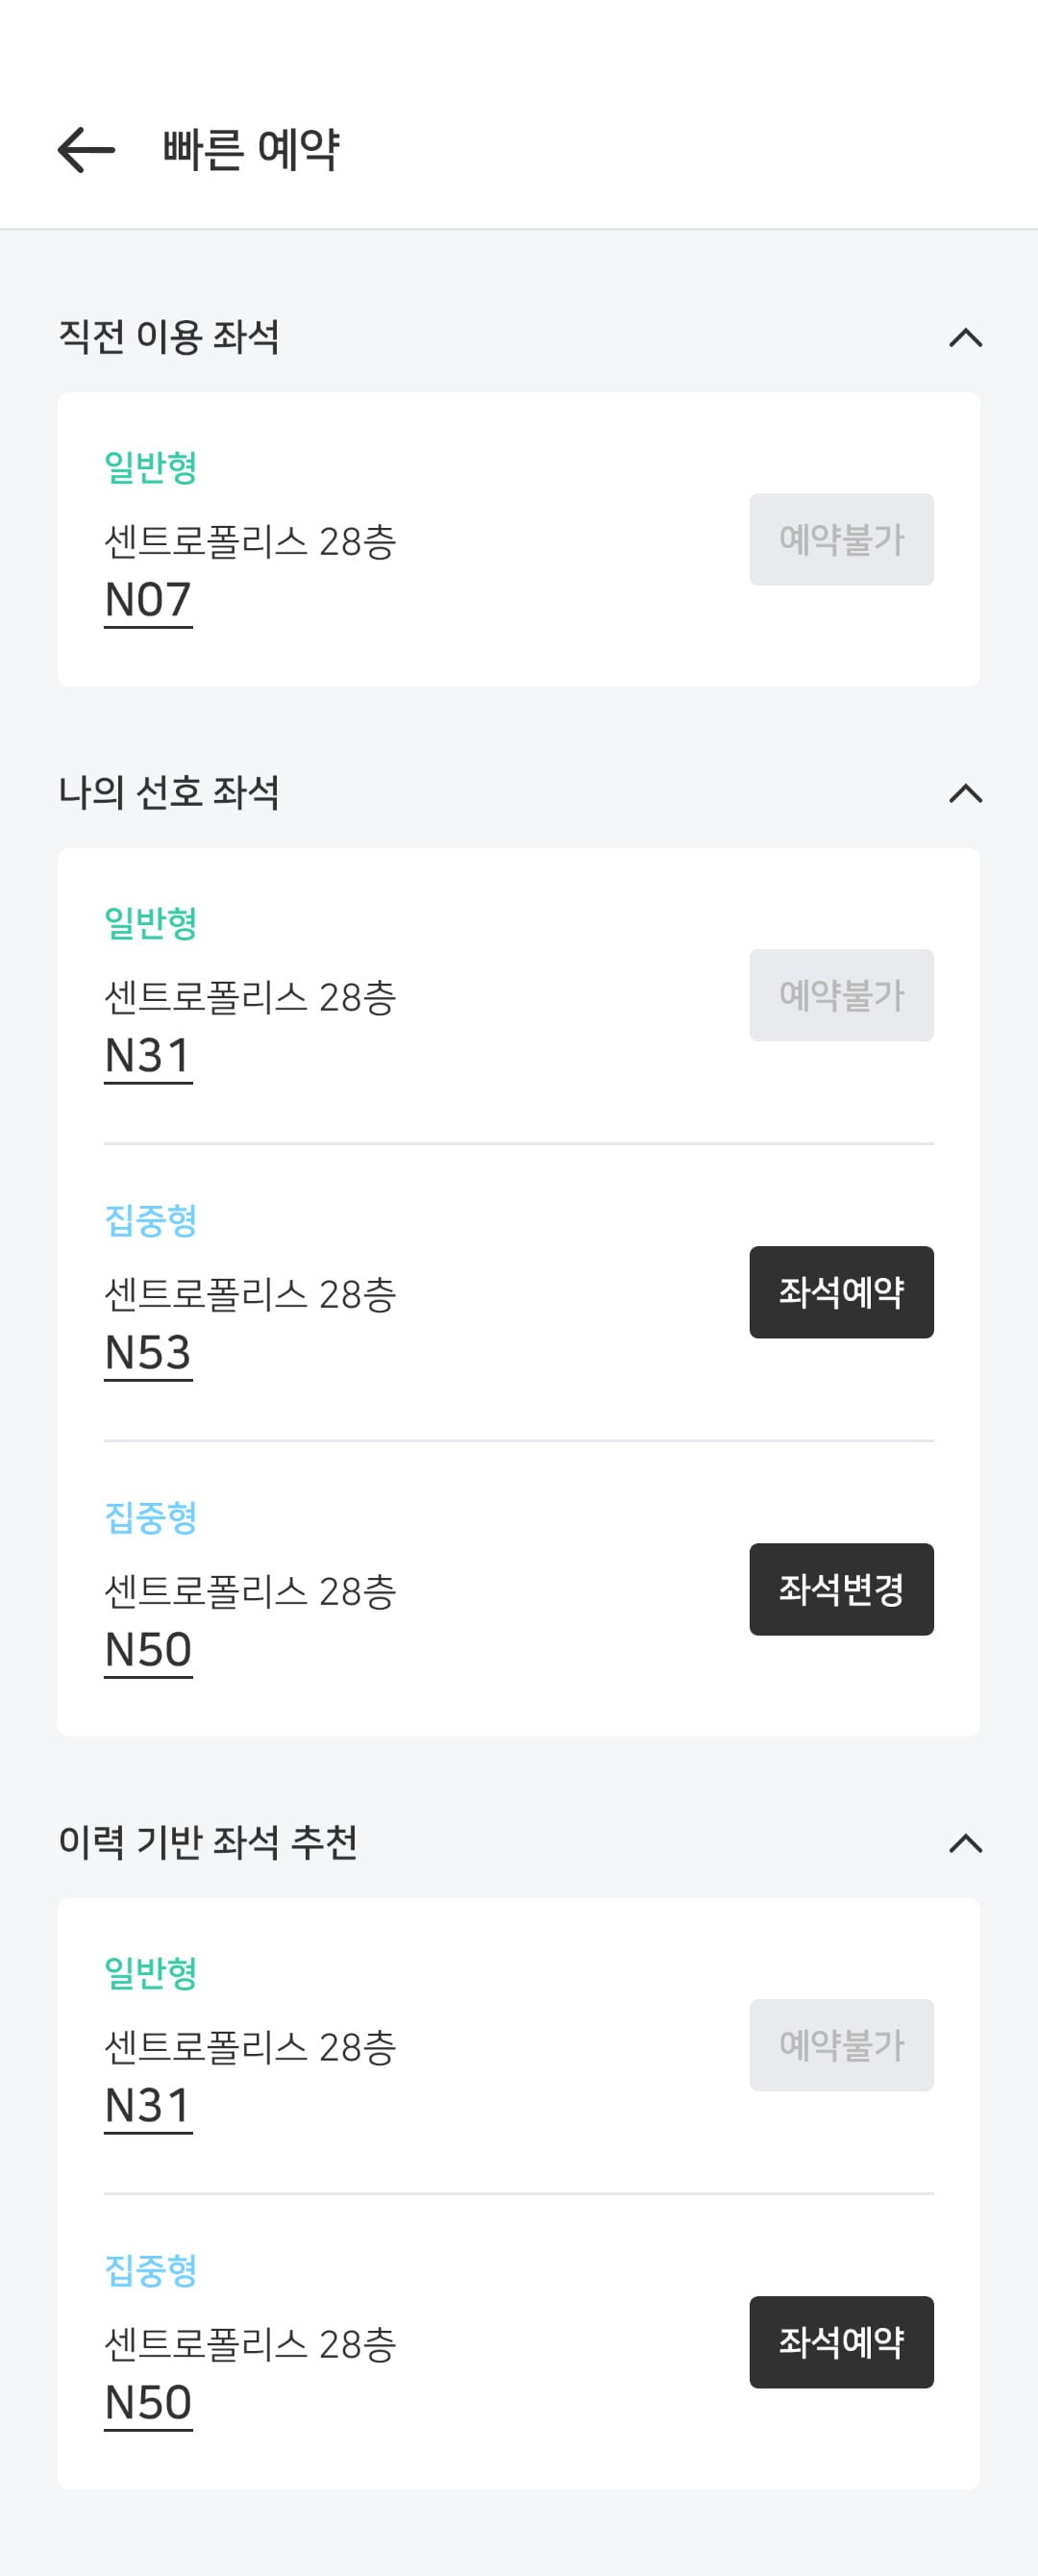 빠른 예약
직전 이용 좌석
일반형
센트로폴리스 28층
N07
예약불가
나의 선호 좌석
일반형
센트로폴리스 28층
N31
예약불가
집중형
센트로폴리스 28층
N53
좌석예약
집중형
센트로폴리스 28층
N50
좌석변경
이력 기반 좌석 추천
일반형
센트로폴리스 28층
N31
예약불가
집중형
센트로폴리스 28층
N50
좌석예약